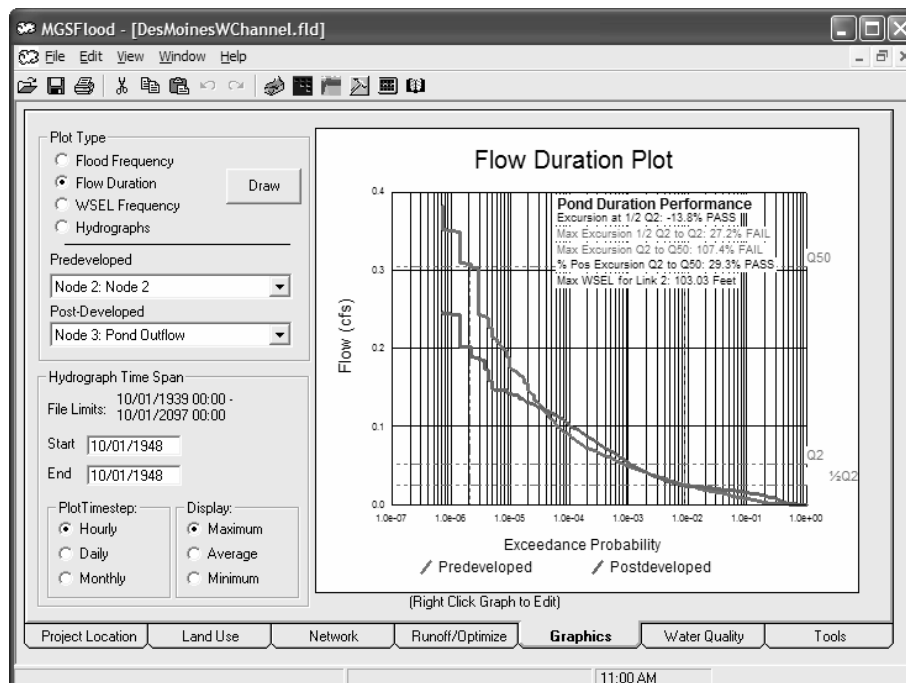 MGSFlood - [DesMoinesWChannel.fld]
File Edit View Window Help
Plot Type
Flood Frequency
Flow Duration
WSEL Frequency
Hydrographs
Draw
Predeveloped
Node 2: Node 2
Post-Developed
Node 3: Pond Outflow
Hydrograph Time Span
File Limits: 10/01/1939 00:00 -
10/01/2097 00:00
Start 10/01/1948
End 10/01/1948
PlotTimestep:
Hourly
Daily
Monthly
Display:
Maximum
Average
Minimum
Flow Duration Plot
Pond Duration Performance
Excursion at 1/2 Q2: -13.8% PASS
Max Excursion 1/2 Q2 to Q2: 27.2% FAIL
Max Excursion Q2 to Q50: 107.4% FAIL
% Pos Excursion Q2 to Q50: 29.3% PASS
Max WSEL for Link 2: 103.03 Feet
Flow (cfs)
0.4
0.3
0.2
0.1
0.0
Q50
Q2
½Q2
1.0e-07 1.0e-06 1.0e-05 1.0e-04 1.0e-03 1.0e-02 1.0e-01 1.0e+00
Exceedance Probability
Predeveloped Postdeveloped
(Right Click Graph to Edit)
Project Location Land Use Network Runoff/Optimize Graphics Water Quality Tools
11:00 AM